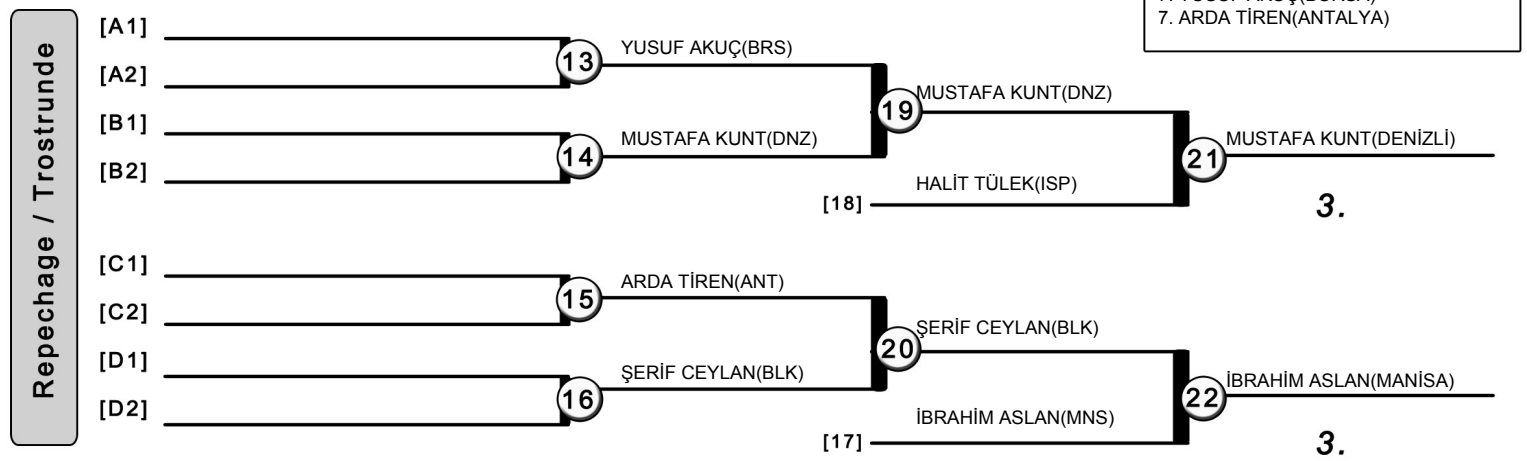 7. ARDA TİREN(ANTALYA)
Repechage / Trostrunde
[A1]
13
YUSUF AKUÇ(BRS)
[A2]
19
MUSTAFA KUNT(DNZ)
[B1]
14
MUSTAFA KUNT(DNZ)
21
MUSTAFA KUNT(DENİZLİ)
[B2]
[18]
HALİT TÜLEK(ISP)
3.
[C1]
15
ARDA TİREN(ANT)
[C2]
20
ŞERİF CEYLAN(BLK)
[D1]
16
ŞERİF CEYLAN(BLK)
22
İBRAHİM ASLAN(MANİSA)
[D2]
[17]
İBRAHİM ASLAN(MNS)
3.